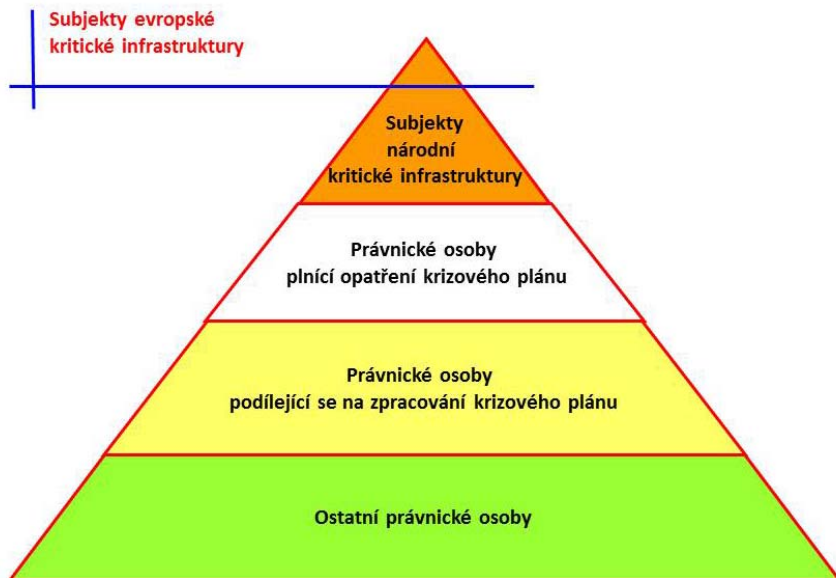 Subjekty evropské
kritické infrastruktury
Subjekty
národní
kritické infrastruktury
Právnické osoby
plnící opatření krizového plánu
Právnické osoby
podílející se na zpracování krizového plánu
Ostatní právnické osoby